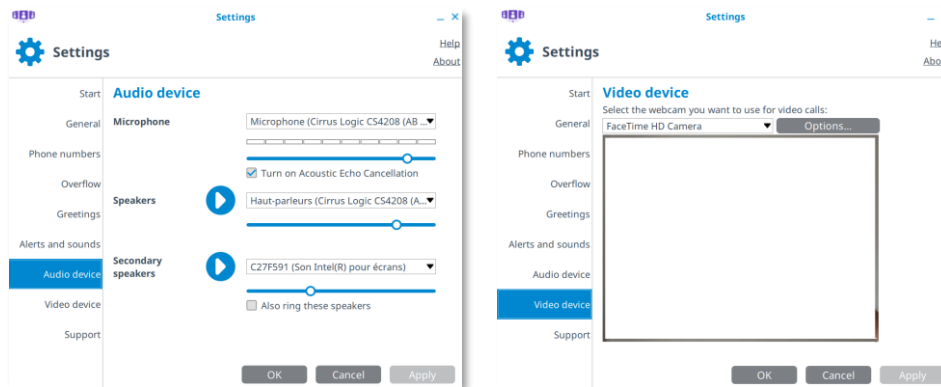 Settings
Settings
Help
About
Start
General
Phone numbers
Overflow
Greetings
Alerts and sounds
Audio device
Video device
Support
Audio device
Microphone
Microphone (Cirrus Logic CS4208 (AB ...
Turn on Acoustic Echo Cancellation
Speakers
Haut-parleurs (Cirrus Logic CS4208 (A...
Secondary
speakers
C27F591 (Son Intel(R) pour écrans)
Also ring these speakers
OK
Cancel
Apply
Settings
Settings
He
Abou
Start
General
Phone numbers
Overflow
Greetings
Alerts and sounds
Audio device
Video device
Support
Video device
Select the webcam you want to use for video calls:
FaceTime HD Camera
Options...
OK
Cancel
Apply